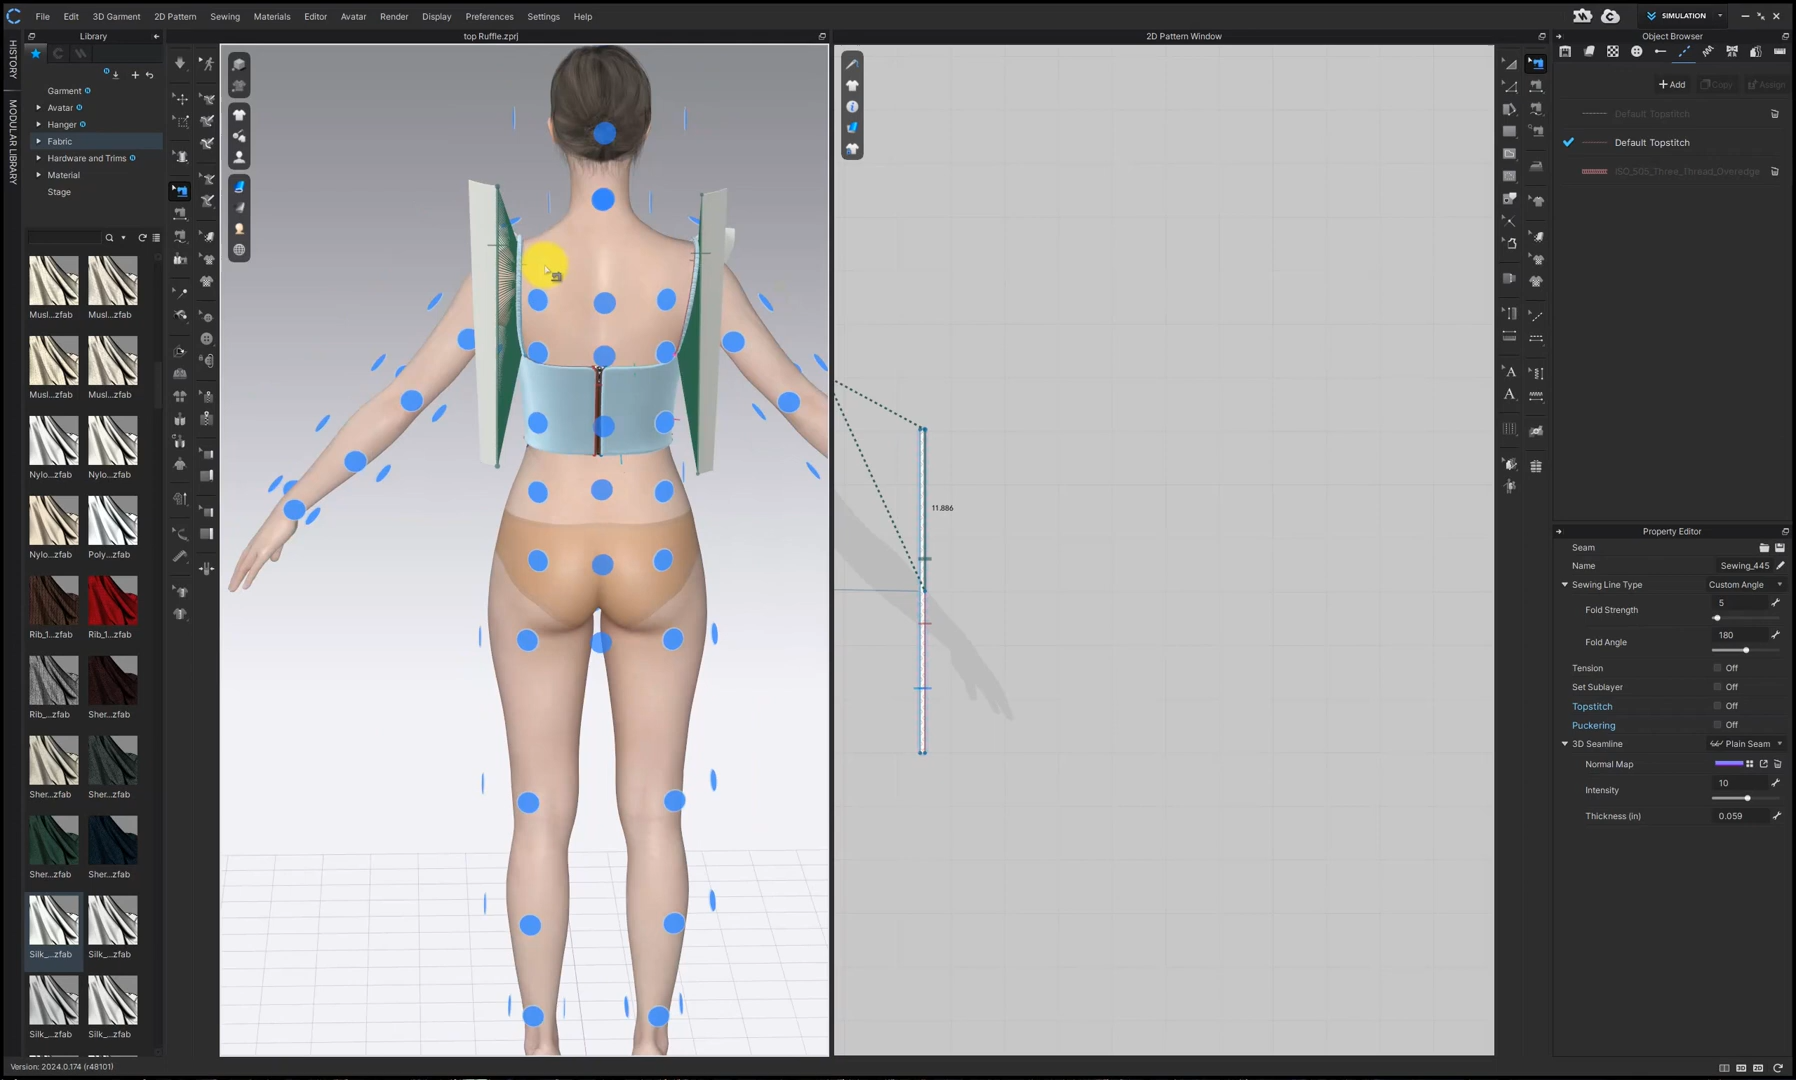 File Edit 3D Garment 2D Pattern Sewing Materials Editor Avatar Render Display Preferences Settings Help
SIMULATION
HISTORY
MODULAR LIBRARY
Library
Garment
Avatar
Hanger
Fabric
Hardware and Trims
Material
Stage
Musl....zfab Musl....zfab
Musl....zfab Musl....zfab
Nylo....zfab Nylo....zfab
Nylo....zfab Poly....zfab
Rib_1...zfab Rib_1...zfab
Rib_...zfab Sher....zfab
Sher....zfab Sher....zfab
Sher....zfab Sher....zfab
Silk_...zfab Silk_...zfab
Silk_...zfab Silk_...zfab
Version: 2024.0.174 (r48101)
top Ruffle.zprj
2D Pattern Window
11.886
Object Browser
+Add Copy Assign
Default Topstitch
Default Topstitch
ISO_505_Three_Thread_Overedge
Property Editor
Seam
Name Sewing_445
Sewing Line Type Custom Angle
Fold Strength 5
Fold Angle 180
Tension Off
Set Sublayer Off
Topstitch Off
Puckering Off
3D Seamline Plain Seam
Normal Map
Intensity 10
Thickness (in) 0.059